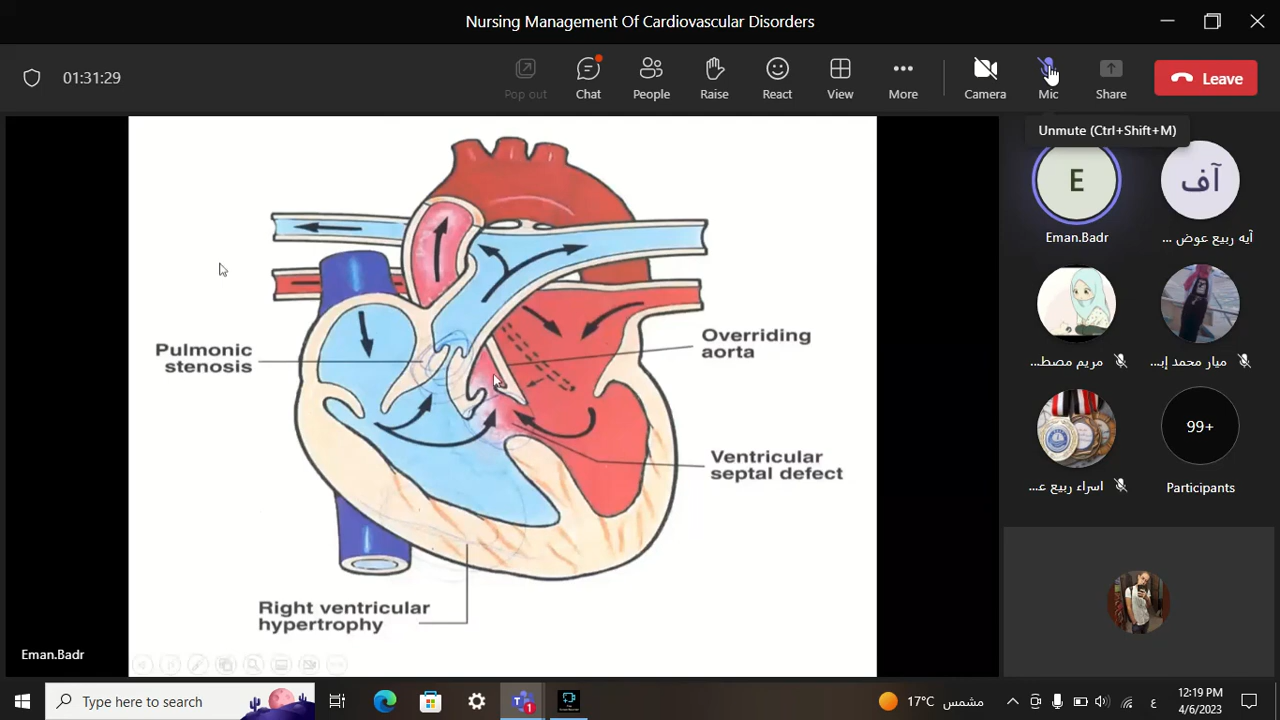 Nursing Management Of Cardiovascular Disorders
01:31:29
Pop out
Chat
People
Raise
React
View
More
Camera
Mic
Share
Leave
Unmute (Ctrl+Shift+M)
E
آف
Eman.Badr
آيه ربيع عوض ...
مريم مصط...
ميار محمد إب...
99+
اسراء ربيع ع...
Participants
Pulmonic
stenosis
Overriding
aorta
Ventricular
septal defect
Right ventricular
hypertrophy
Eman.Badr
Type here to search
1
17°C مشمس
ع
12:19 PM
4/6/2023